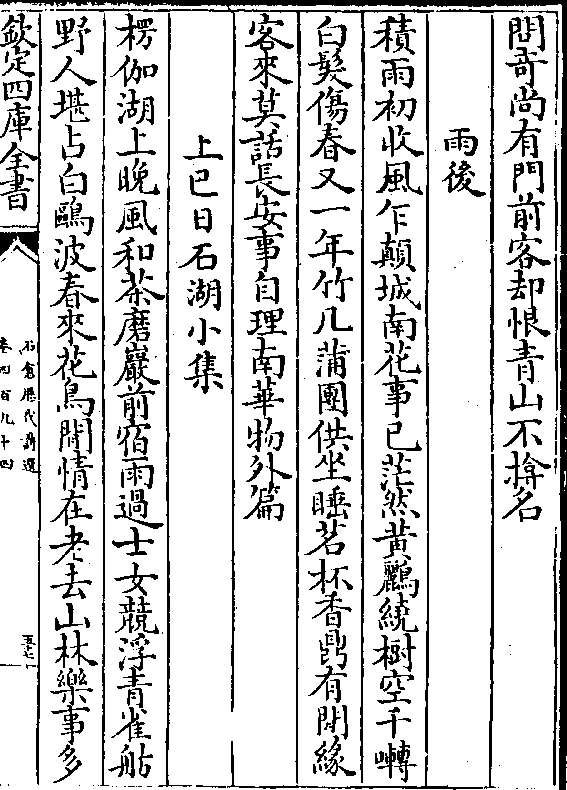 問奇尚有門前客却恨青山不揜名
雨後
積雨初收風乍顛城南花事已茫然黄鸝繞樹空千囀
白髮傷春又一年竹几蒲團供坐睡茗杯香鼎有閒緣
客來莫話長安事自理南華物外篇
上巳日石湖小集
楞伽湖上晚風和茶磨巖前宿雨過士女競浮青雀舫
野人堪占白鷗波春來花鳥閒情在老去山林樂事多
欽定四庫全書
石倉歷代詩選
卷四百九十四